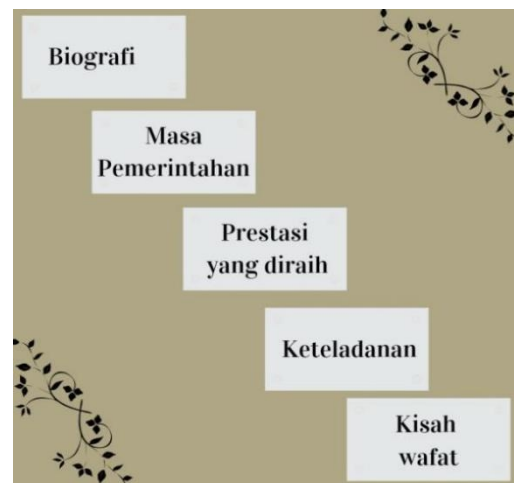 Biografi
Masa
Pemerintahan
Prestasi
yang diraih
Keteladanan
Kisah
wafat